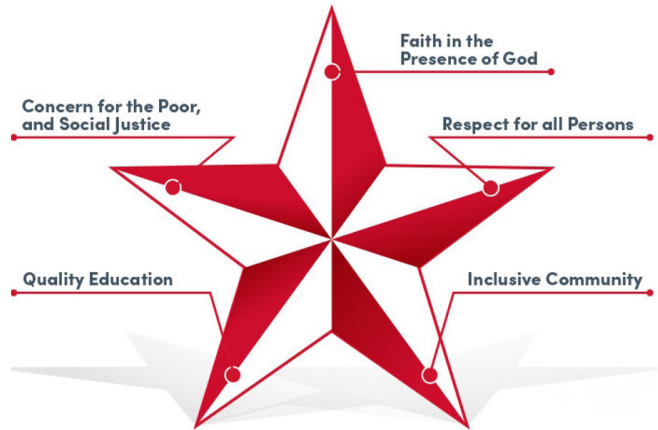 Faith in the
Presence of God
Concern for the Poor,
and Social Justice
Respect for all Persons
Quality Education
Inclusive Community